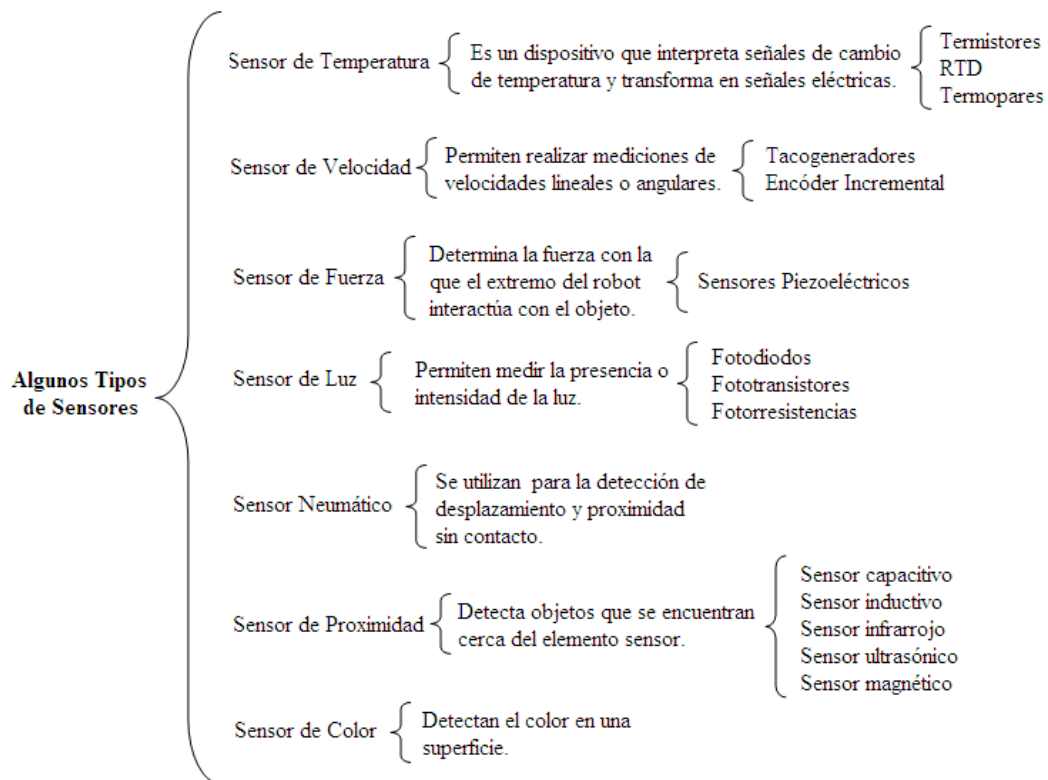 Algunos Tipos
de Sensores
Sensor de Temperatura
Es un dispositivo que interpreta señales de cambio
de temperatura y transforma en señales eléctricas.
Termistores
RTD
Termopares
Sensor de Velocidad
Permiten realizar mediciones de
velocidades lineales o angulares.
Tacogeneradores
Encóder Incremental
Sensor de Fuerza
Determina la fuerza con la
que el extremo del robot
interactúa con el objeto.
Sensores Piezoeléctricos
Sensor de Luz
Permiten medir la presencia o
intensidad de la luz.
Fotodiodos
Fototransistores
Fotorresistencias
Sensor Neumático
Se utilizan para la detección de
desplazamiento y proximidad
sin contacto.
Sensor de Proximidad
Detecta objetos que se encuentran
cerca del elemento sensor.
Sensor capacitivo
Sensor inductivo
Sensor infrarrojo
Sensor ultrasónico
Sensor magnético
Sensor de Color
Detectan el color en una
superficie.